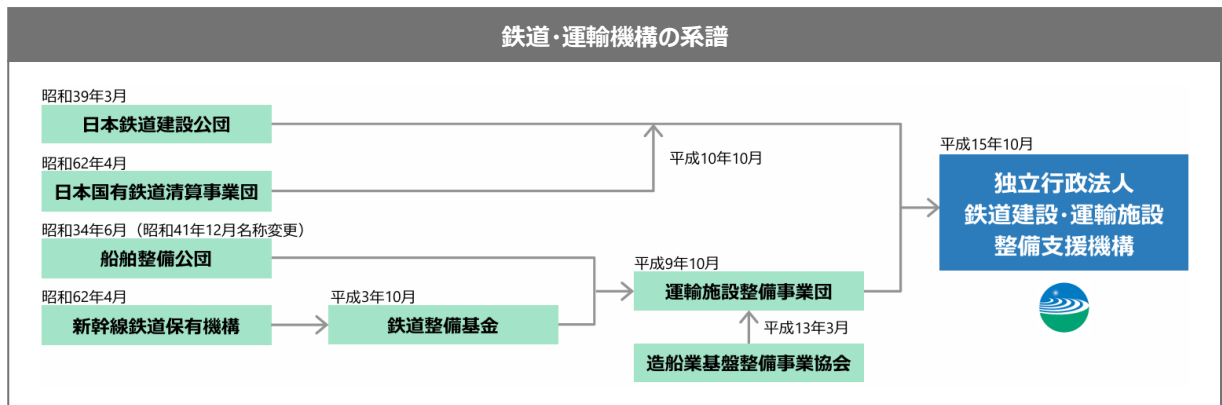 鉄道・運輸機構の系譜
昭和39年3月
日本鉄道建設公団
昭和62年4月
日本国有鉄道清算事業団
平成10年10月
昭和34年6月（昭和41年12月名称変更）
船舶整備公団
昭和62年4月
新幹線鉄道保有機構
平成3年10月
鉄道整備基金
平成9年10月
運輸施設整備事業団
平成13年3月
造船業基盤整備事業協会
平成15年10月
独立行政法人
鉄道建設・運輸施設
整備支援機構